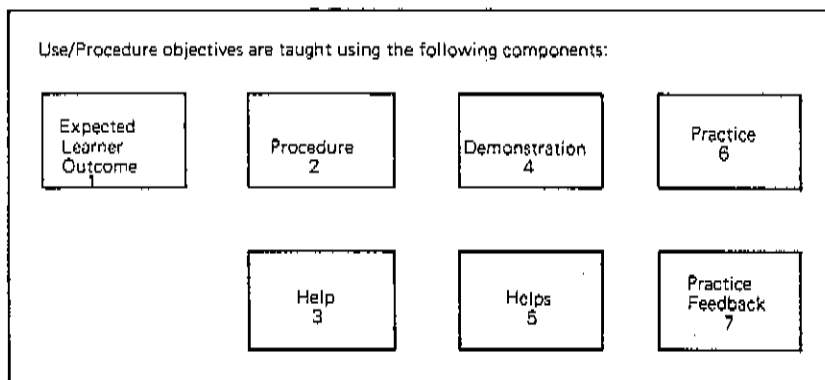 Use/Procedure objectives are taught using the following components:
Expected
Learner
Outcome
1
Procedure
2
Demonstration
4
Practice
6
Help
3
Helps
5
Practice
Feedback
7